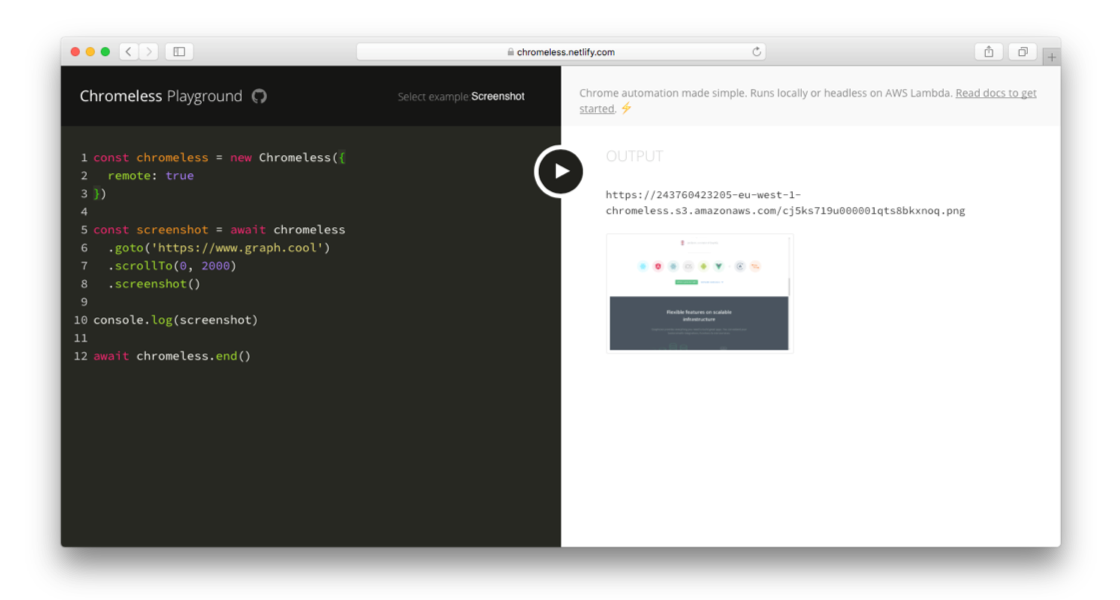 chromeless.netlify.com
Chromeless Playground
Select example: Screenshot
Chrome automation made simple. Runs locally or headless on AWS Lambda. Read docs to get
started. ⚡
1 const chromeless = new Chromeless({
2   remote: true
3 })
4
5 const screenshot = await chromeless
6   .goto('https://www.graph.cool')
7   .scrollTo(0, 2000)
8   .screenshot()
9
10 console.log(screenshot)
11
12 await chromeless.end()
OUTPUT
https://243760423205-eu-west-1-
chromeless.s3.amazonaws.com/cj5ks719u000001qts8bkxnoq.png
Flexible features on scalable
infrastructure